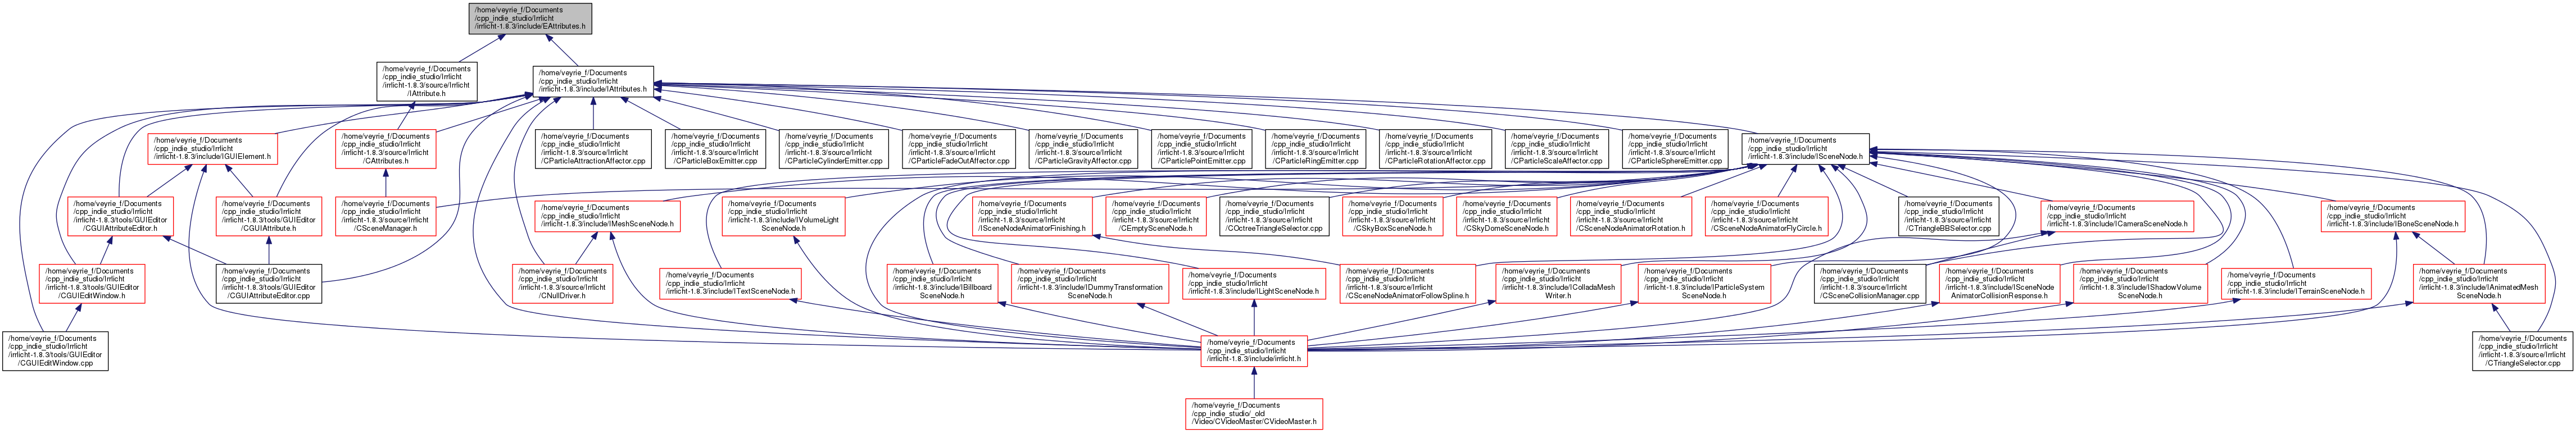 /home/veyrie_f/Documents
/cpp_indie_studio/Irrlicht
/irrlicht-1.8.3/include/EAttributes.h
/home/veyrie_f/Documents
/cpp_indie_studio/Irrlicht
/irrlicht-1.8.3/source/Irrlicht
/IAttribute.h
/home/veyrie_f/Documents
/cpp_indie_studio/Irrlicht
/irrlicht-1.8.3/include/IAttributes.h
/home/veyrie_f/Documents
/cpp_indie_studio/Irrlicht
/irrlicht-1.8.3/include/IGUIElement.h
/home/veyrie_f/Documents
/cpp_indie_studio/Irrlicht
/irrlicht-1.8.3/source/Irrlicht
/CAttributes.h
/home/veyrie_f/Documents
/cpp_indie_studio/Irrlicht
/irrlicht-1.8.3/source/Irrlicht
/CParticleAttractionAffector.cpp
/home/veyrie_f/Documents
/cpp_indie_studio/Irrlicht
/irrlicht-1.8.3/source/Irrlicht
/CParticleBoxEmitter.cpp
/home/veyrie_f/Documents
/cpp_indie_studio/Irrlicht
/irrlicht-1.8.3/source/Irrlicht
/CParticleCylinderEmitter.cpp
/home/veyrie_f/Documents
/cpp_indie_studio/Irrlicht
/irrlicht-1.8.3/source/Irrlicht
/CParticleFadeOutAffector.cpp
/home/veyrie_f/Documents
/cpp_indie_studio/Irrlicht
/irrlicht-1.8.3/source/Irrlicht
/CParticleGravityAffector.cpp
/home/veyrie_f/Documents
/cpp_indie_studio/Irrlicht
/irrlicht-1.8.3/source/Irrlicht
/CParticlePointEmitter.cpp
/home/veyrie_f/Documents
/cpp_indie_studio/Irrlicht
/irrlicht-1.8.3/source/Irrlicht
/CParticleRingEmitter.cpp
/home/veyrie_f/Documents
/cpp_indie_studio/Irrlicht
/irrlicht-1.8.3/source/Irrlicht
/CParticleRotationAffector.cpp
/home/veyrie_f/Documents
/cpp_indie_studio/Irrlicht
/irrlicht-1.8.3/source/Irrlicht
/CParticleScaleAffector.cpp
/home/veyrie_f/Documents
/cpp_indie_studio/Irrlicht
/irrlicht-1.8.3/source/Irrlicht
/CParticleSphereEmitter.cpp
/home/veyrie_f/Documents
/cpp_indie_studio/Irrlicht
/irrlicht-1.8.3/include/ISceneNode.h
/home/veyrie_f/Documents
/cpp_indie_studio/Irrlicht
/irrlicht-1.8.3/tools/GUIEditor
/CGUIAttributeEditor.h
/home/veyrie_f/Documents
/cpp_indie_studio/Irrlicht
/irrlicht-1.8.3/tools/GUIEditor
/CGUIAttribute.h
/home/veyrie_f/Documents
/cpp_indie_studio/Irrlicht
/irrlicht-1.8.3/source/Irrlicht
/CSceneManager.h
/home/veyrie_f/Documents
/cpp_indie_studio/Irrlicht
/irrlicht-1.8.3/include/IMeshSceneNode.h
/home/veyrie_f/Documents
/cpp_indie_studio/Irrlicht
/irrlicht-1.8.3/include/IVolumeLight
SceneNode.h
/home/veyrie_f/Documents
/cpp_indie_studio/Irrlicht
/irrlicht-1.8.3/source/Irrlicht
/ISceneNodeAnimatorFinishing.h
/home/veyrie_f/Documents
/cpp_indie_studio/Irrlicht
/irrlicht-1.8.3/source/Irrlicht
/CEmptySceneNode.h
/home/veyrie_f/Documents
/cpp_indie_studio/Irrlicht
/irrlicht-1.8.3/source/Irrlicht
/COctreeTriangleSelector.cpp
/home/veyrie_f/Documents
/cpp_indie_studio/Irrlicht
/irrlicht-1.8.3/source/Irrlicht
/CSkyBoxSceneNode.h
/home/veyrie_f/Documents
/cpp_indie_studio/Irrlicht
/irrlicht-1.8.3/source/Irrlicht
/CSkyDomeSceneNode.h
/home/veyrie_f/Documents
/cpp_indie_studio/Irrlicht
/irrlicht-1.8.3/source/Irrlicht
/CSceneNodeAnimatorRotation.h
/home/veyrie_f/Documents
/cpp_indie_studio/Irrlicht
/irrlicht-1.8.3/source/Irrlicht
/CSceneNodeAnimatorFlyCircle.h
/home/veyrie_f/Documents
/cpp_indie_studio/Irrlicht
/irrlicht-1.8.3/source/Irrlicht
/CTriangleBBSelector.cpp
/home/veyrie_f/Documents
/cpp_indie_studio/Irrlicht
/irrlicht-1.8.3/include/ICameraSceneNode.h
/home/veyrie_f/Documents
/cpp_indie_studio/Irrlicht
/irrlicht-1.8.3/include/IBoneSceneNode.h
/home/veyrie_f/Documents
/cpp_indie_studio/Irrlicht
/irrlicht-1.8.3/tools/GUIEditor
/CGUIEditWindow.h
/home/veyrie_f/Documents
/cpp_indie_studio/Irrlicht
/irrlicht-1.8.3/tools/GUIEditor
/CGUIAttributeEditor.cpp
/home/veyrie_f/Documents
/cpp_indie_studio/Irrlicht
/irrlicht-1.8.3/source/Irrlicht
/CNullDriver.h
/home/veyrie_f/Documents
/cpp_indie_studio/Irrlicht
/irrlicht-1.8.3/include/ITextSceneNode.h
/home/veyrie_f/Documents
/cpp_indie_studio/Irrlicht
/irrlicht-1.8.3/include/IBillboard
SceneNode.h
/home/veyrie_f/Documents
/cpp_indie_studio/Irrlicht
/irrlicht-1.8.3/include/IDummyTransformation
SceneNode.h
/home/veyrie_f/Documents
/cpp_indie_studio/Irrlicht
/irrlicht-1.8.3/include/ILightSceneNode.h
/home/veyrie_f/Documents
/cpp_indie_studio/Irrlicht
/irrlicht-1.8.3/source/Irrlicht
/CSceneNodeAnimatorFollowSpline.h
/home/veyrie_f/Documents
/cpp_indie_studio/Irrlicht
/irrlicht-1.8.3/include/IColladaMesh
Writer.h
/home/veyrie_f/Documents
/cpp_indie_studio/Irrlicht
/irrlicht-1.8.3/include/IParticleSystem
SceneNode.h
/home/veyrie_f/Documents
/cpp_indie_studio/Irrlicht
/irrlicht-1.8.3/source/Irrlicht
/CSceneCollisionManager.cpp
/home/veyrie_f/Documents
/cpp_indie_studio/Irrlicht
/irrlicht-1.8.3/include/ISceneNode
AnimatorCollisionResponse.h
/home/veyrie_f/Documents
/cpp_indie_studio/Irrlicht
/irrlicht-1.8.3/include/IShadowVolume
SceneNode.h
/home/veyrie_f/Documents
/cpp_indie_studio/Irrlicht
/irrlicht-1.8.3/include/ITerrainSceneNode.h
/home/veyrie_f/Documents
/cpp_indie_studio/Irrlicht
/irrlicht-1.8.3/include/IAnimatedMesh
SceneNode.h
/home/veyrie_f/Documents
/cpp_indie_studio/Irrlicht
/irrlicht-1.8.3/tools/GUIEditor
/CGUIEditWindow.cpp
/home/veyrie_f/Documents
/cpp_indie_studio/Irrlicht
/irrlicht-1.8.3/include/irrlicht.h
/home/veyrie_f/Documents
/cpp_indie_studio/Irrlicht
/irrlicht-1.8.3/source/Irrlicht
/CTriangleSelector.cpp
/home/veyrie_f/Documents
/cpp_indie_studio/_old
/Video/CVideoMaster/CVideoMaster.h